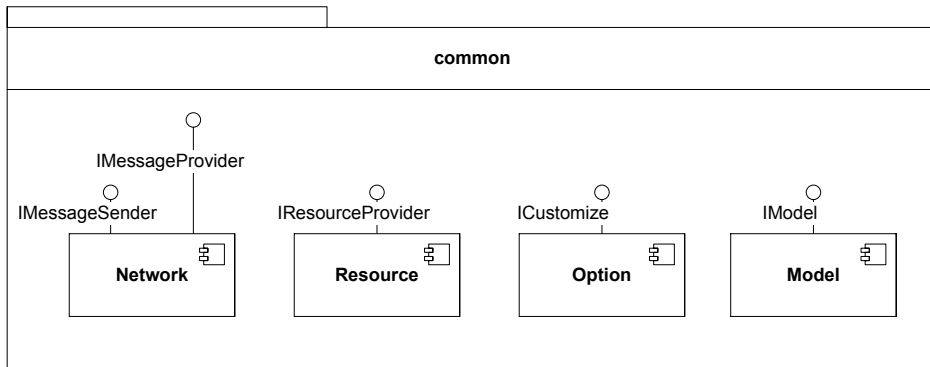 common
IMessageProvider
IMessageSender
IResourceProvider
ICustomize
IModel
Network
Resource
Option
Model